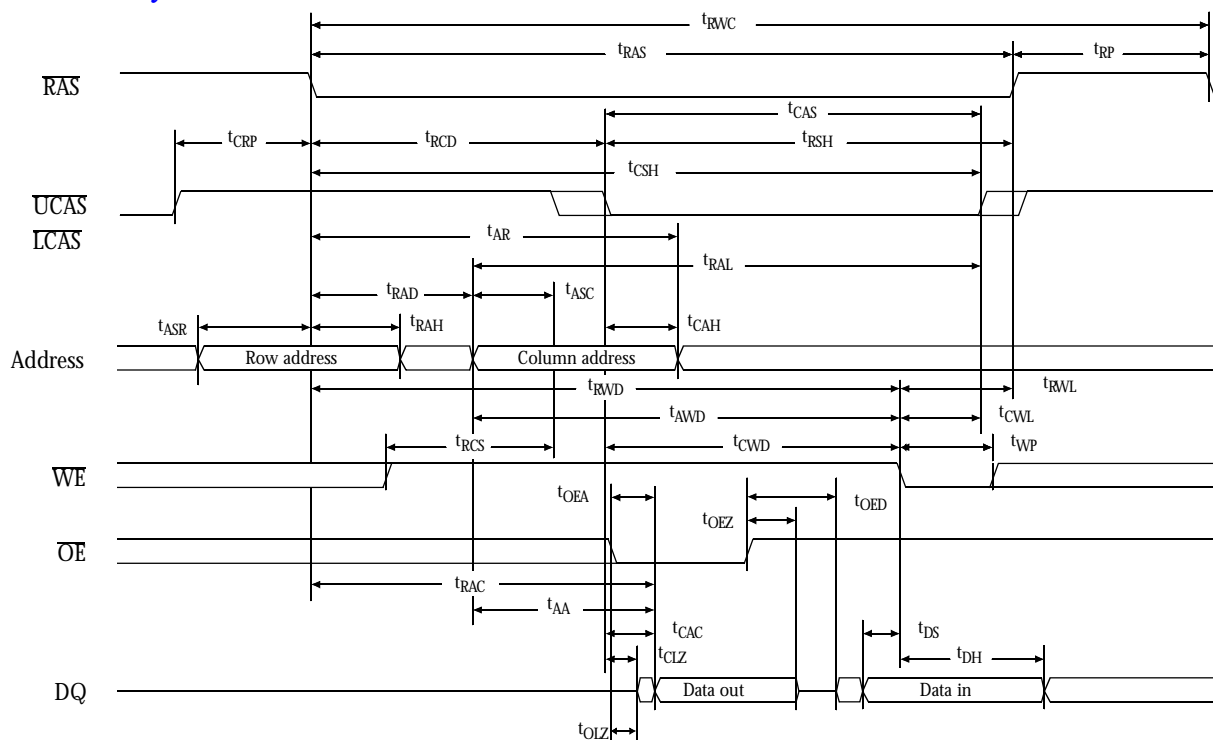 tRWC
tRAS
tRP
RAS
tCAS
tCRP
tRCD
tRSH
tCSH
UCAS
LCAS
tAR
tRAL
tRAD
tASC
tASR
tRAH
tCAH
Address
Row address
Column address
tRWD
tRWL
tAWD
tCWL
tRCS
tCWD
tWP
WE
tOEA
tOED
tOEZ
OE
tRAC
tAA
tCAC
tDS
tCLZ
tDH
DQ
Data out
Data in
tOLZ